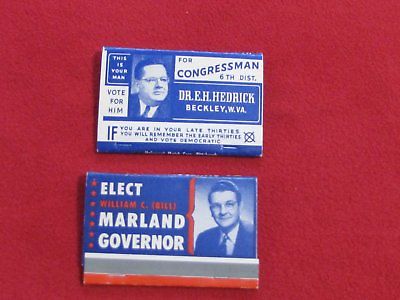 THIS
IS
YOUR
MAN
VOTE
FOR
HIM
FOR
CONGRESSMAN
6TH DIST.
DR.E.H.HEDRICK
BECKLEY, W.VA.
IF YOU ARE IN YOUR LATE THIRTIES,
YOU WILL REMEMBER THE EARLY THIRTIES
AND VOTE DEMOCRATIC
ELECT
WILLIAM C. (BILL)
MARLAND
GOVERNOR